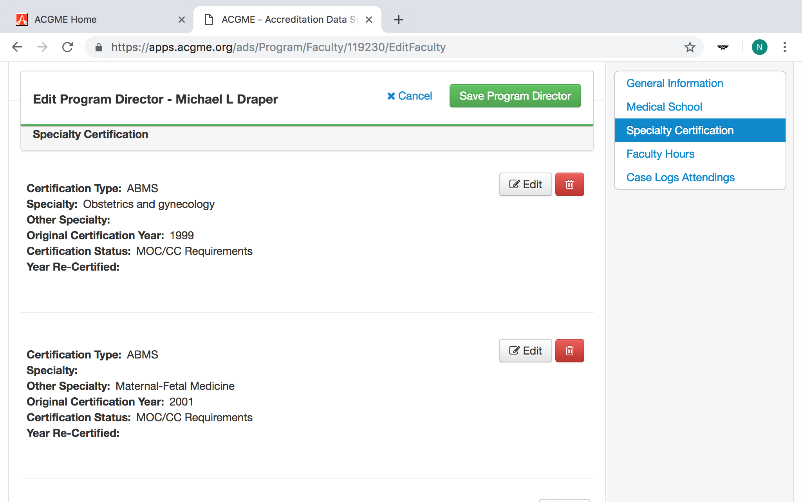 ACGME Home
ACGME - Accreditation Data Sy
https://apps.acgme.org/ads/Program/Faculty/119230/EditFaculty
N
Edit Program Director - Michael L Draper
Cancel
Save Program Director
Specialty Certification
Certification Type: ABMS
Edit
Specialty: Obstetrics and gynecology
Other Specialty:
Original Certification Year: 1999
Certification Status: MOC/CC Requirements
Year Re-Certified:
Certification Type: ABMS
Edit
Specialty:
Other Specialty: Maternal-Fetal Medicine
Original Certification Year: 2001
Certification Status: MOC/CC Requirements
Year Re-Certified:
General Information
Medical School
Specialty Certification
Faculty Hours
Case Logs Attendings